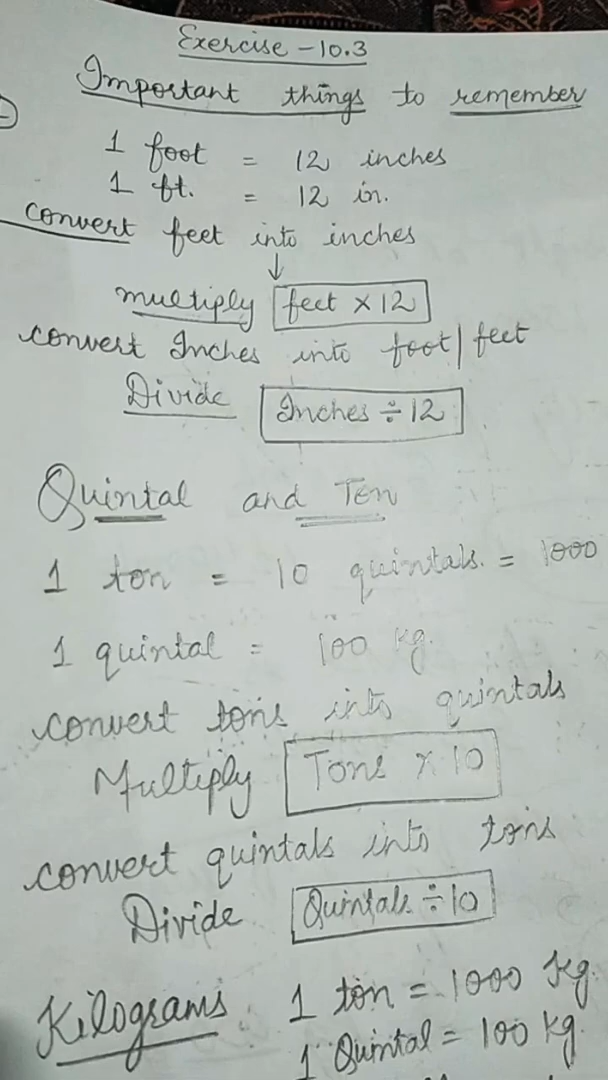 Exercise - 10.3
Important things to remember
1 foot = 12 inches
1 ft. = 12 in.
convert feet into inches
↓
multiply feet × 12
convert Inches into foot/feet
Divide Inches ÷ 12
Quintal and Ton
1 ton = 10 quintals. = 1000
1 quintal = 100 kg.
convert tons into quintals
Multiply Tons × 10
convert quintals into tons
Divide Quintals ÷ 10
Kilograms 1 ton = 1000 kg.
1 Quintal = 100 kg.